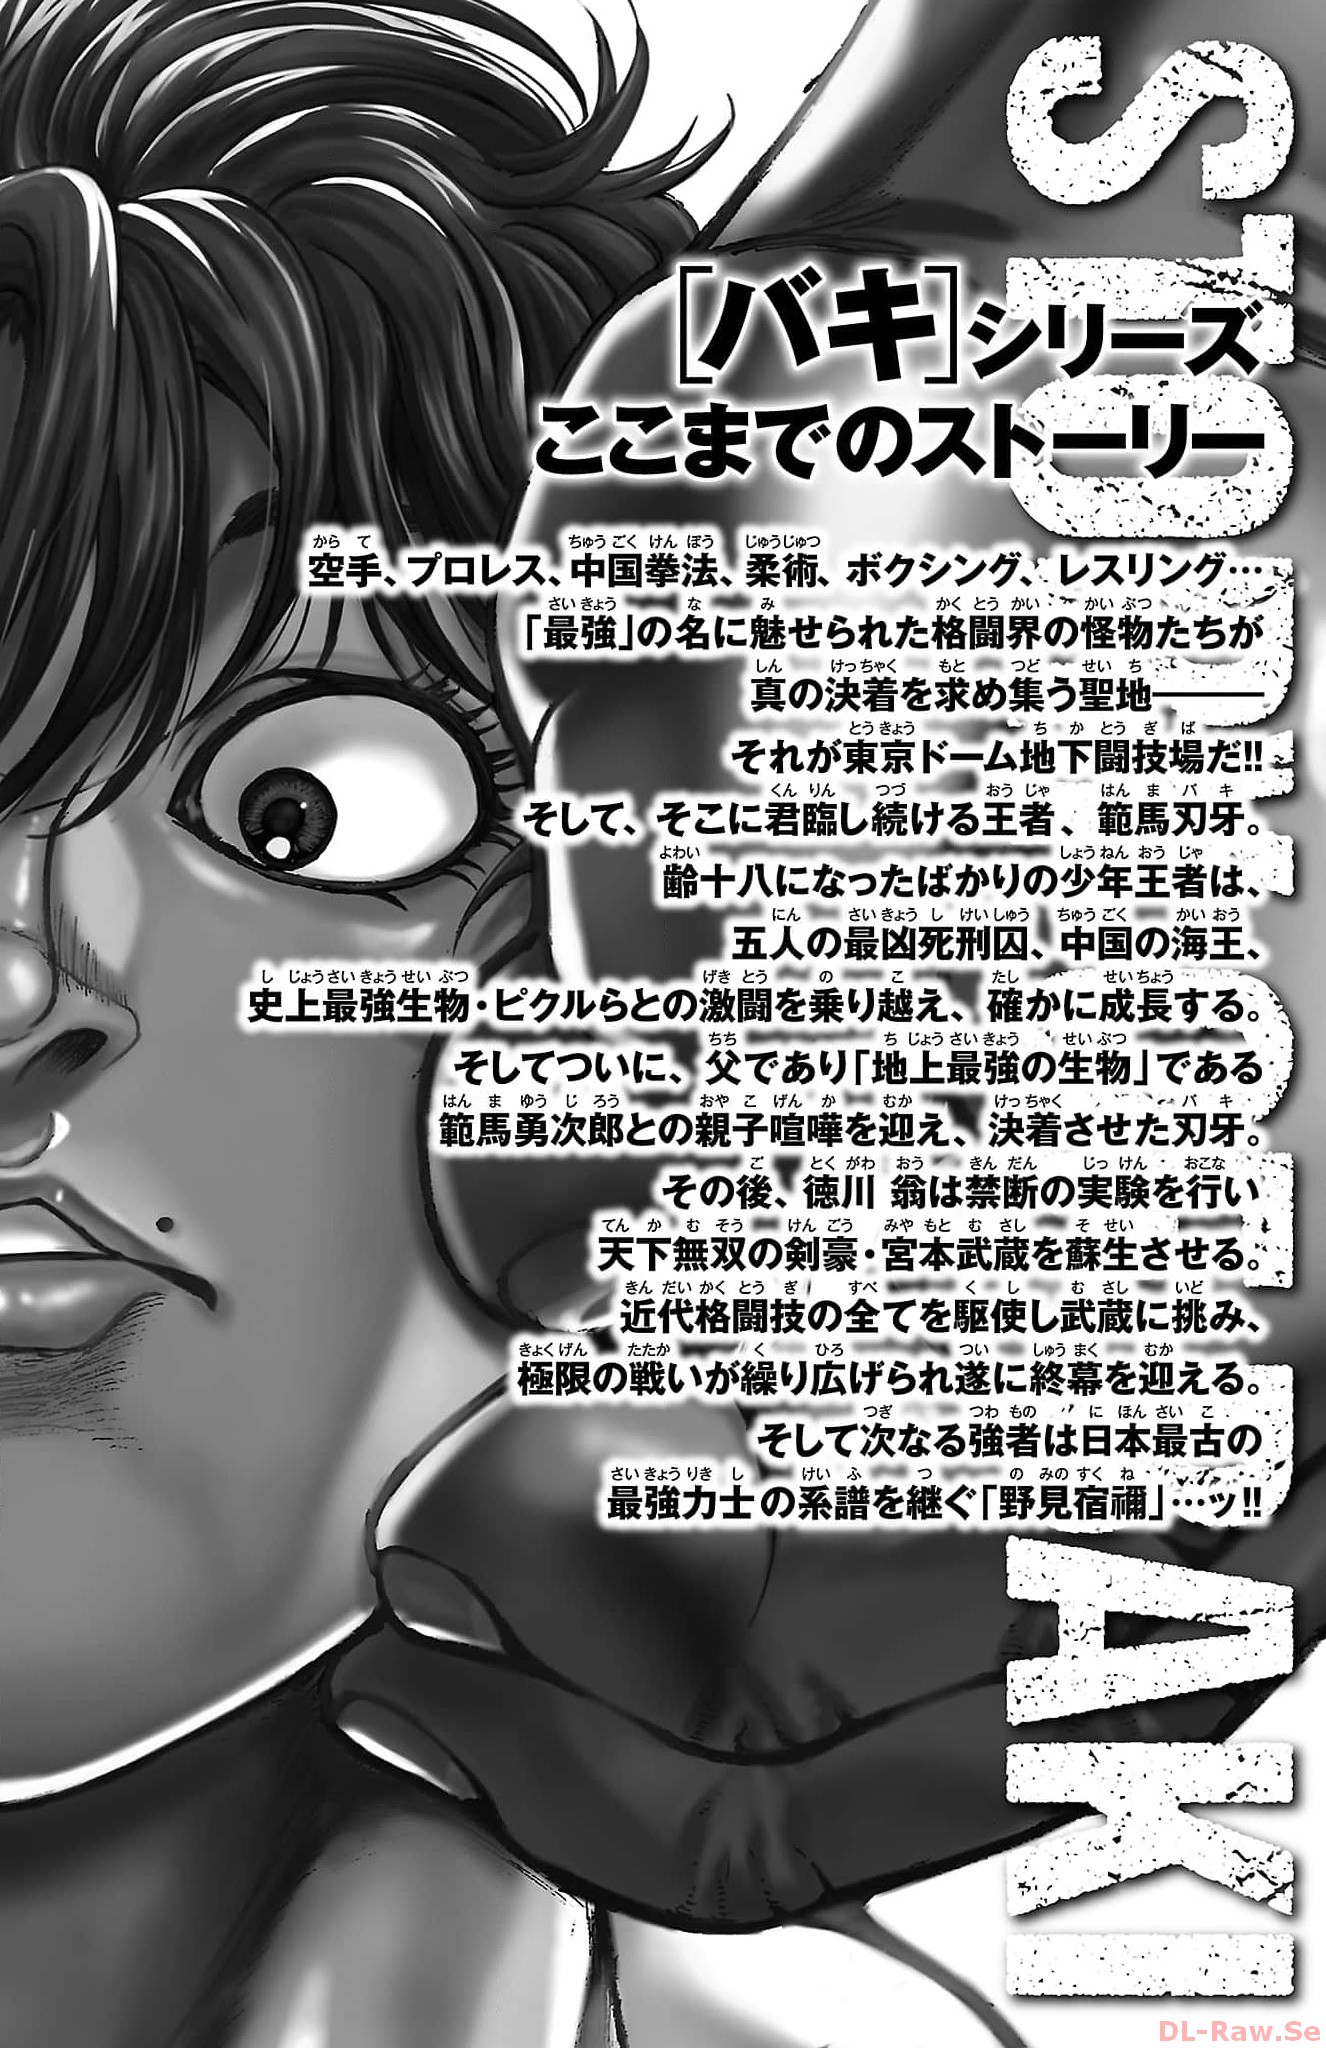 [バキ]シリーズ
ここまでのストーリー
空手、プロレス、中国拳法、柔術、ボクシング、レスリング…
「最強」の名に魅せられた格闘界の怪物たちが
真の決着を求め集う聖地―――
それが東京ドーム地下闘技場だ!!
そして、そこに君臨し続ける王者、範馬刃牙。
齢十八になったばかりの少年王者は、
五人の最凶死刑囚、中国の海王、
史上最強生物・ピクルらとの激闘を乗り越え、確かに成長する。
そしてついに、父であり「地上最強の生物」である
範馬勇次郎との親子喧嘩を迎え、決着させた刃牙。
その後、徳川 翁は禁断の実験を行い
天下無双の剣豪・宮本武蔵を蘇生させる。
近代格闘技の全てを駆使し武蔵に挑み、
極限の戦いが繰り広げられ遂に終幕を迎える。
そして次なる強者は日本最古の
最強力士の系譜を継ぐ「野見宿禰」…ッ!!
STORY OF BAKI
DL-Raw.Se